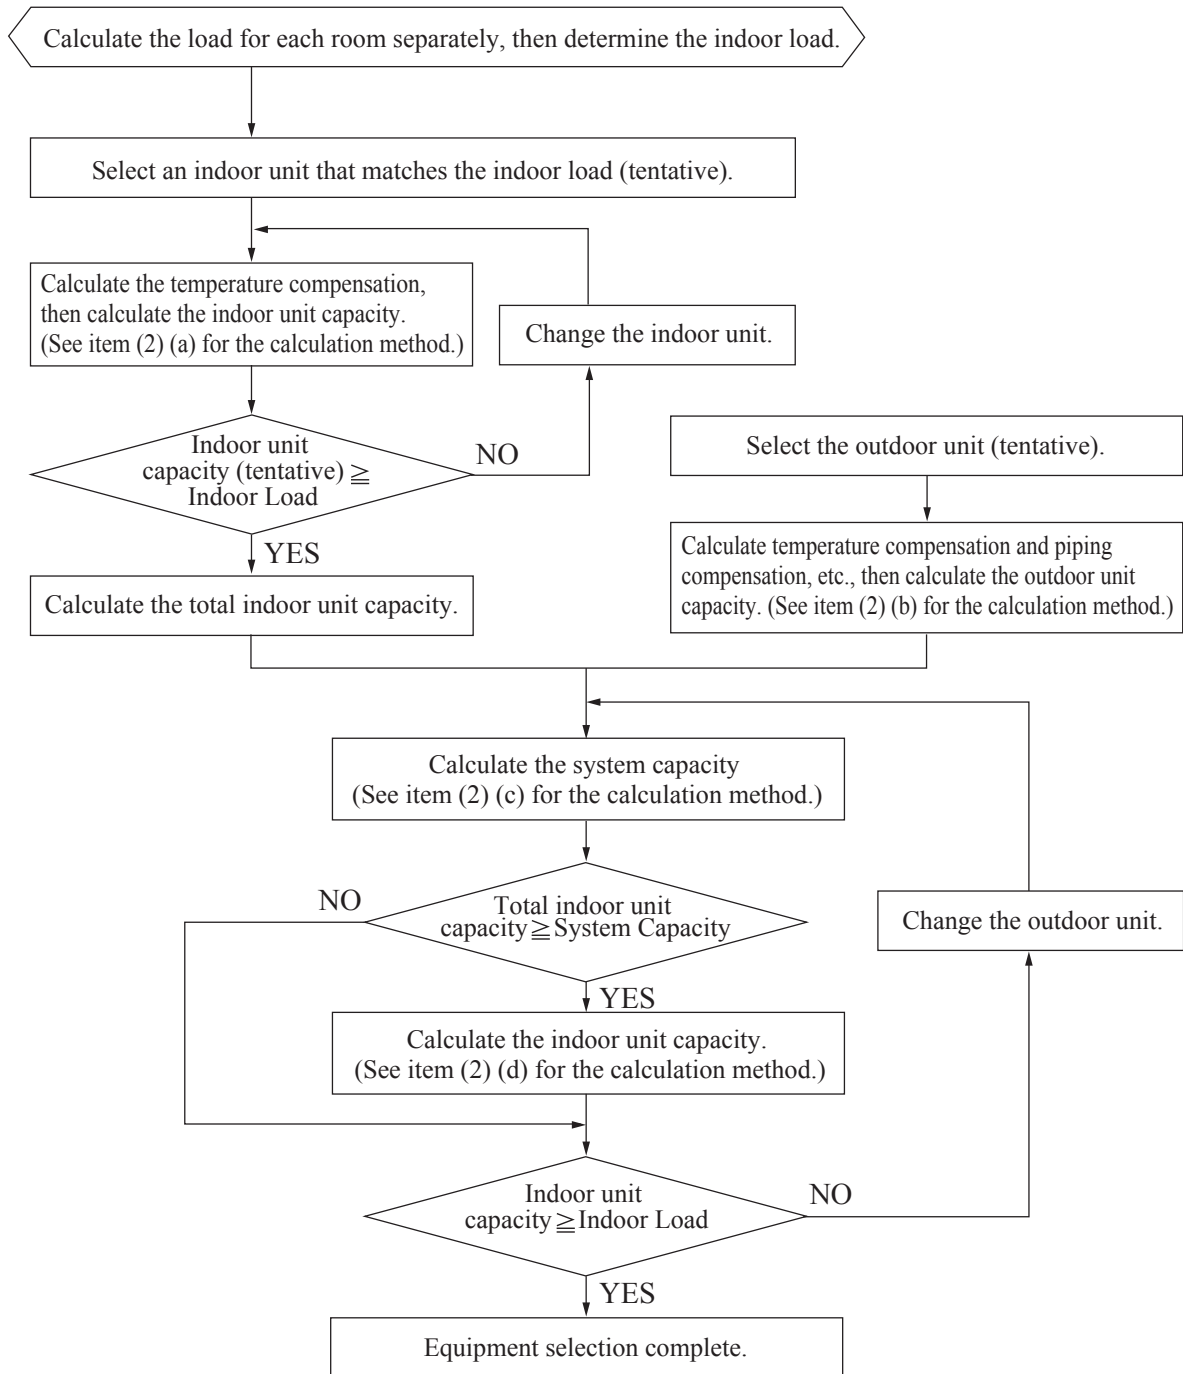 Calculate the load for each room separately, then determine the indoor load.
Select an indoor unit that matches the indoor load (tentative).
Calculate the temperature compensation,
then calculate the indoor unit capacity.
(See item (2) (a) for the calculation method.)
Change the indoor unit.
Indoor unit
capacity (tentative) ≧
Indoor Load
NO
YES
Calculate the total indoor unit capacity.
Select the outdoor unit (tentative).
Calculate temperature compensation and piping
compensation, etc., then calculate the outdoor unit
capacity. (See item (2) (b) for the calculation method.)
Calculate the system capacity
(See item (2) (c) for the calculation method.)
NO
Total indoor unit
capacity≧System Capacity
Change the outdoor unit.
YES
Calculate the indoor unit capacity.
(See item (2) (d) for the calculation method.)
Indoor unit
capacity≧Indoor Load
NO
YES
Equipment selection complete.